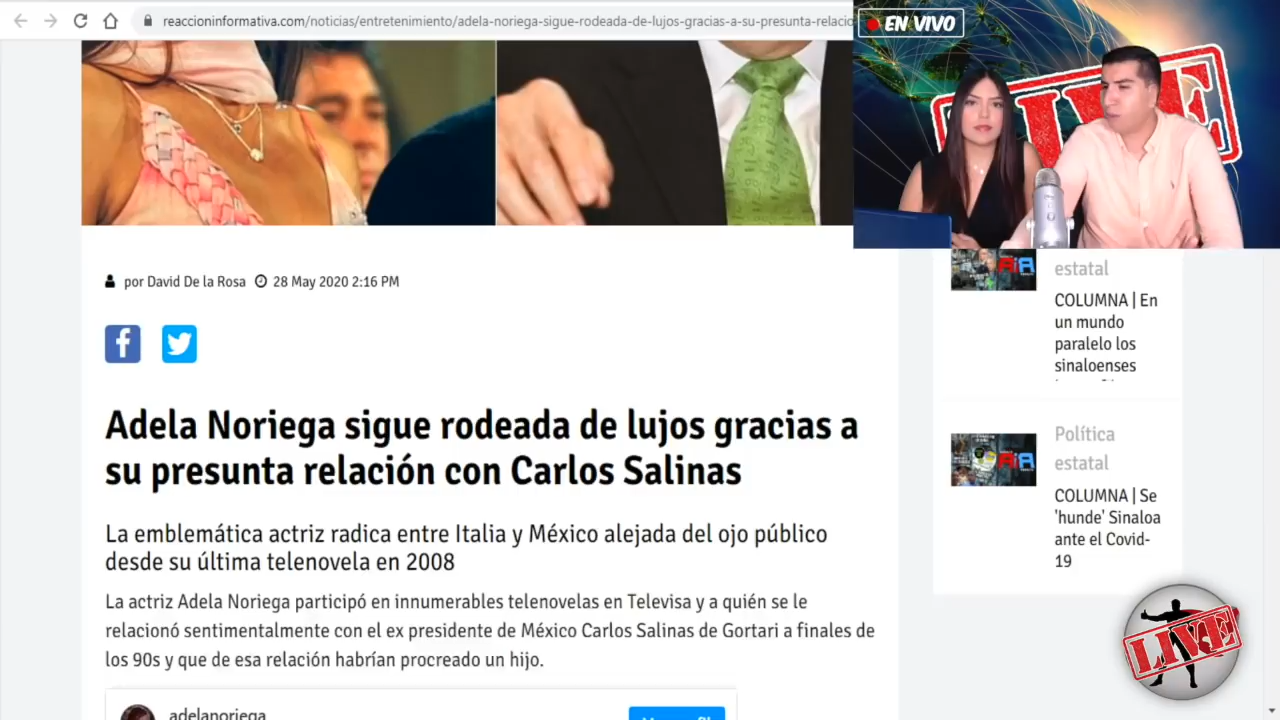 reaccioninformativa.com/noticias/entretenimiento/adela-noriega-sigue-rodeada-de-lujos-gracias-a-su-presunta-relacio
EN VIVO
LIVE
por David De la Rosa 28 May 2020 2:16 PM
Adela Noriega sigue rodeada de lujos gracias a
su presunta relación con Carlos Salinas
La emblemática actriz radica entre Italia y México alejada del ojo público
desde su última telenovela en 2008
La actriz Adela Noriega participó en innumerables telenovelas en Televisa y a quién se le
relacionó sentimentalmente con el ex presidente de México Carlos Salinas de Gortari a finales de
los 90s y que de esa relación habrían procreado un hijo.
adelanoriega
estatal
COLUMNA | En
un mundo
paralelo los
sinaloenses
Política
estatal
COLUMNA | Se
'hunde' Sinaloa
ante el Covid-
19
LIVE